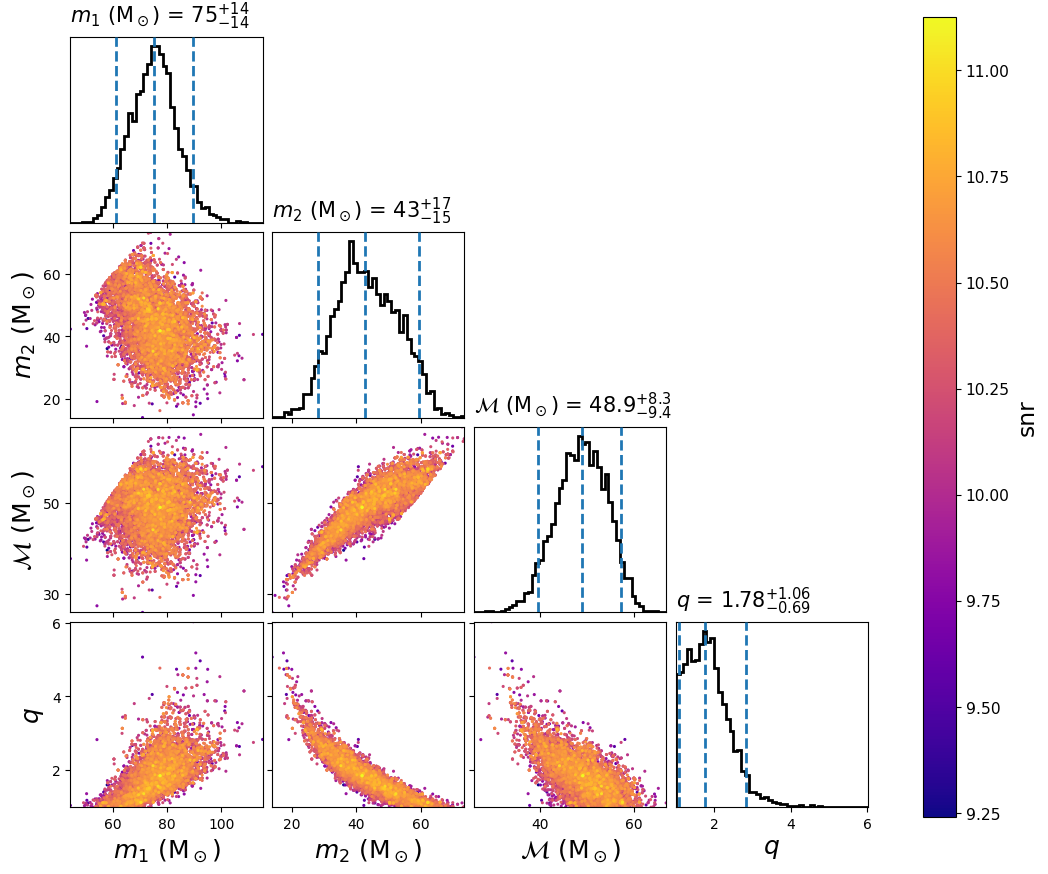 m₁ (M⊙) = 75⁺¹⁴₋₁₄
11.00
m₂ (M⊙) = 43⁺¹⁷₋₁₅
10.75
m₂ (M⊙)
60
40
20
10.50
ℳ (M⊙) = 48.9⁺⁸·³₋₉.₄
10.25
snr
ℳ (M⊙)
50
30
10.00
q = 1.78⁺¹·⁰⁶₋₀.₆₉
9.75
q
6
4
2
9.50
9.25
60 80 100
20 40 60
40 60
2 4 6
m₁ (M⊙)
m₂ (M⊙)
ℳ (M⊙)
q